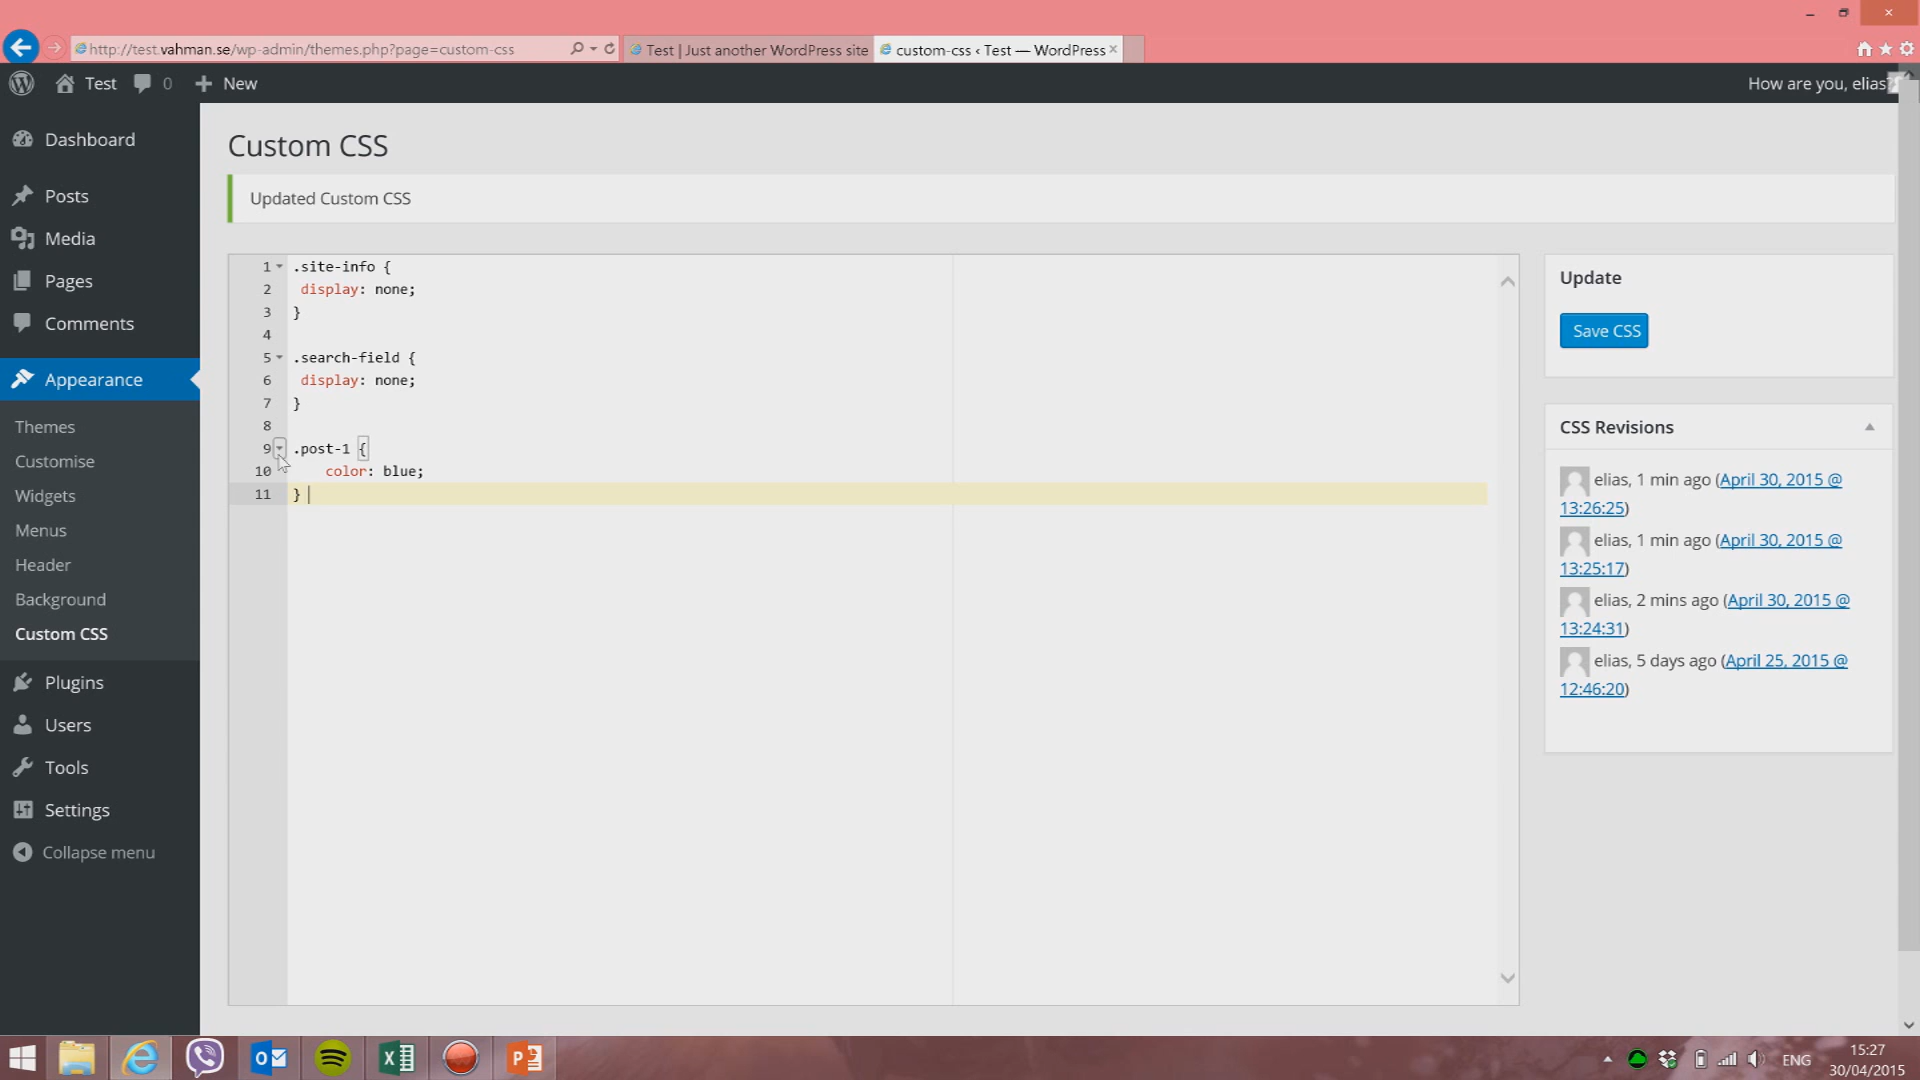 http://test.vahman.se/wp-admin/themes.php?page=custom-css
Test | Just another WordPress site
custom-css ‹ Test — WordPress
Test
0
New
How are you, elias?
Dashboard
Posts
Media
Pages
Comments
Appearance
Themes
Customise
Widgets
Menus
Header
Background
Custom CSS
Plugins
Users
Tools
Settings
Collapse menu
Custom CSS
Updated Custom CSS
1 .site-info {
2 display: none;
3 }
4
5 .search-field {
6 display: none;
7 }
8
9 .post-1 {
10 color: blue;
11 }
Update
Save CSS
CSS Revisions
elias, 1 min ago (April 30, 2015 @
13:26:25)
elias, 1 min ago (April 30, 2015 @
13:25:17)
elias, 2 mins ago (April 30, 2015 @
13:24:31)
elias, 5 days ago (April 25, 2015 @
12:46:20)
ENG
15:27
30/04/2015